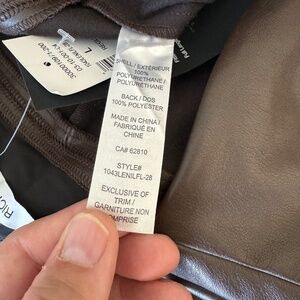 SHELL / EXTÉRIEUR
100%
POLYURETHANE /
POLYURÉTHANE
BACK / DOS
100% POLYESTER
MADE IN CHINA /
FABRIQUÉ EN
CHINE
CA# 62810
STYLE#
1043LENILFL-28
EXCLUSIVE OF
TRIM /
GARNITURE NON
COMPRISE
L
RIC